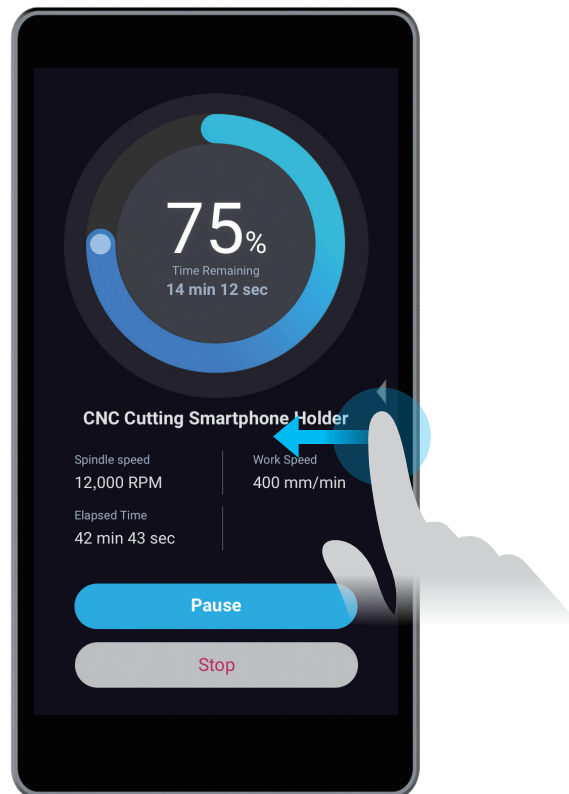 75%
Time Remaining
14 min 12 sec
CNC Cutting Smartphone Holder
Spindle speed
12,000 RPM
Work Speed
400 mm/min
Elapsed Time
42 min 43 sec
Pause
Stop